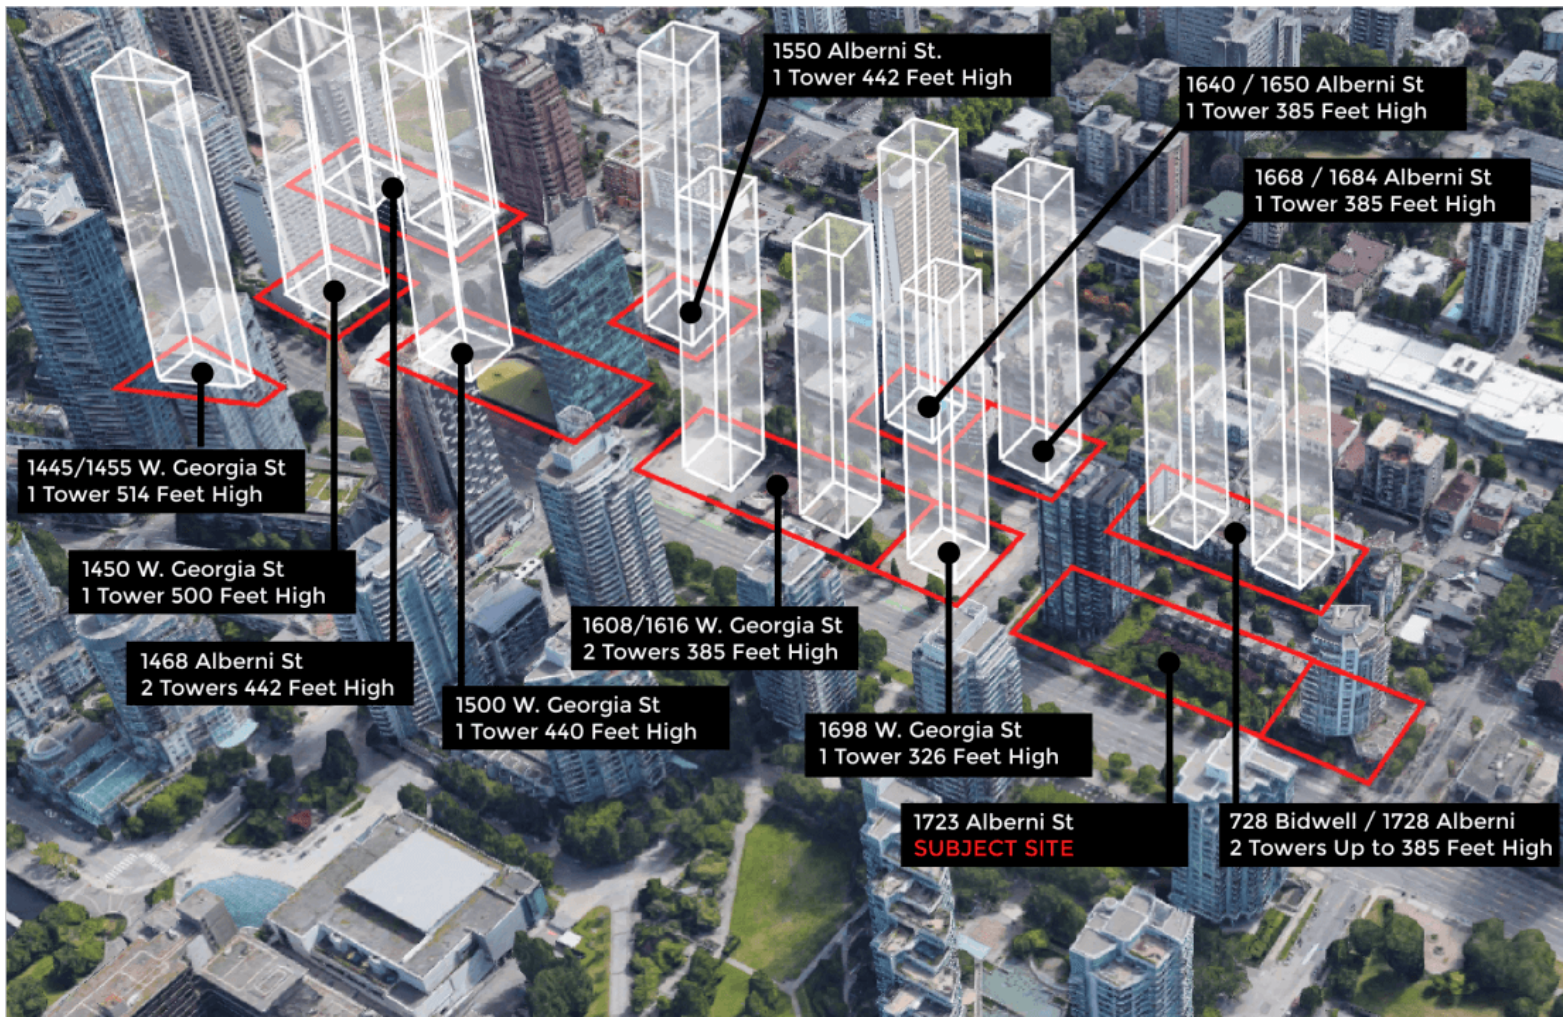 1550 Alberni St.
1 Tower 442 Feet High
1640 / 1650 Alberni St
1 Tower 385 Feet High
1668 / 1684 Alberni St
1 Tower 385 Feet High
1445/1455 W. Georgia St
1 Tower 514 Feet High
1450 W. Georgia St
1 Tower 500 Feet High
1468 Alberni St
2 Towers 442 Feet High
1500 W. Georgia St
1 Tower 440 Feet High
1608/1616 W. Georgia St
2 Towers 385 Feet High
1698 W. Georgia St
1 Tower 326 Feet High
1723 Alberni St
SUBJECT SITE
728 Bidwell / 1728 Alberni
2 Towers Up to 385 Feet High